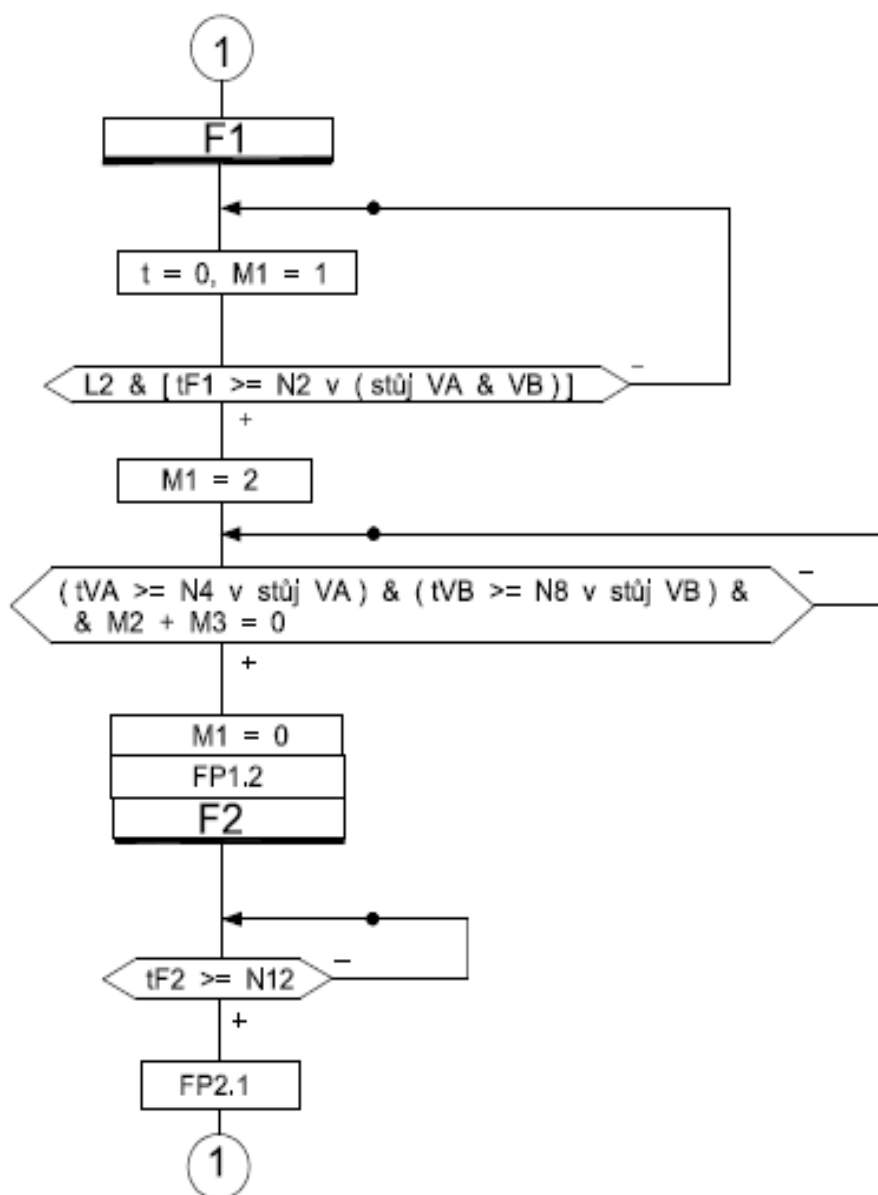 1
F1
t = 0, M1 = 1
L2 & [ tF1 >= N2 v ( stůj VA & VB ) ]
–
+
M1 = 2
( tVA >= N4 v stůj VA ) & ( tVB >= N8 v stůj VB ) &
& M2 + M3 = 0
–
+
M1 = 0
FP1.2
F2
tF2 >= N12
–
+
FP2.1
1